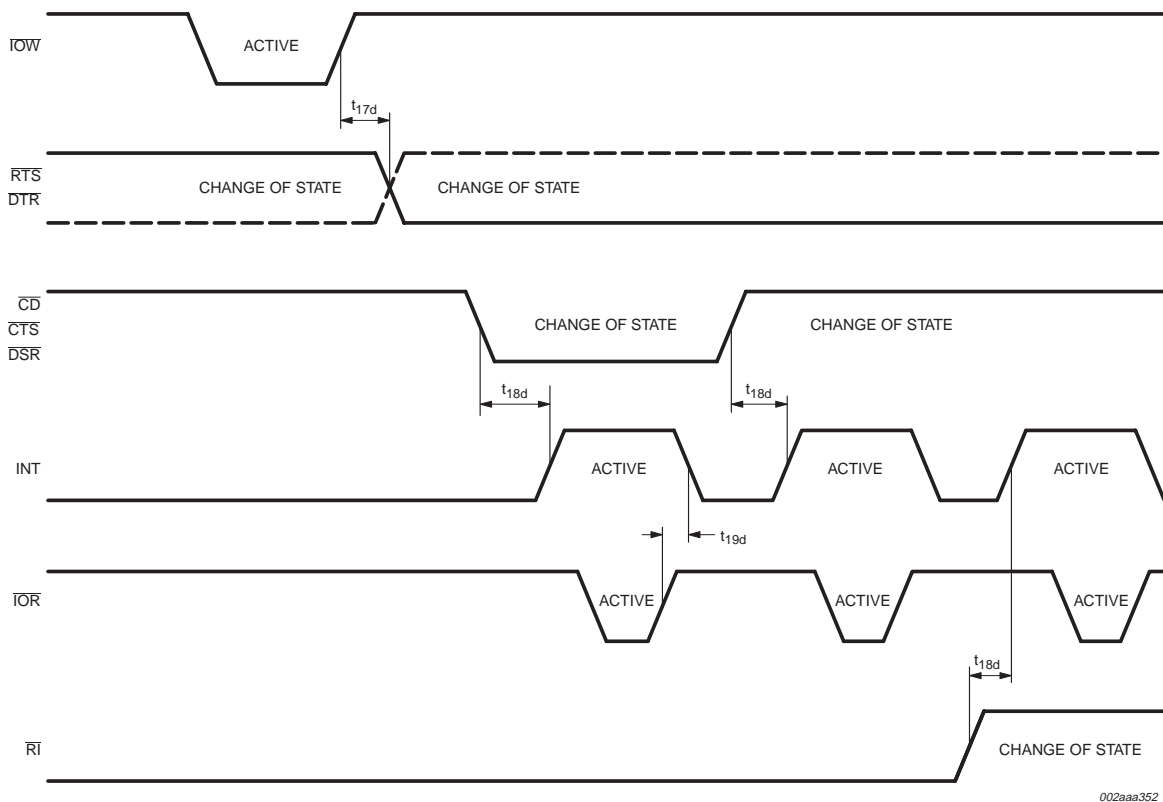 IOW
ACTIVE
t17d
RTS
DTR
CHANGE OF STATE
CHANGE OF STATE
CD
CTS
DSR
CHANGE OF STATE
CHANGE OF STATE
t18d
t18d
INT
ACTIVE
ACTIVE
ACTIVE
t19d
IOR
ACTIVE
ACTIVE
ACTIVE
t18d
RI
CHANGE OF STATE
002aaa352